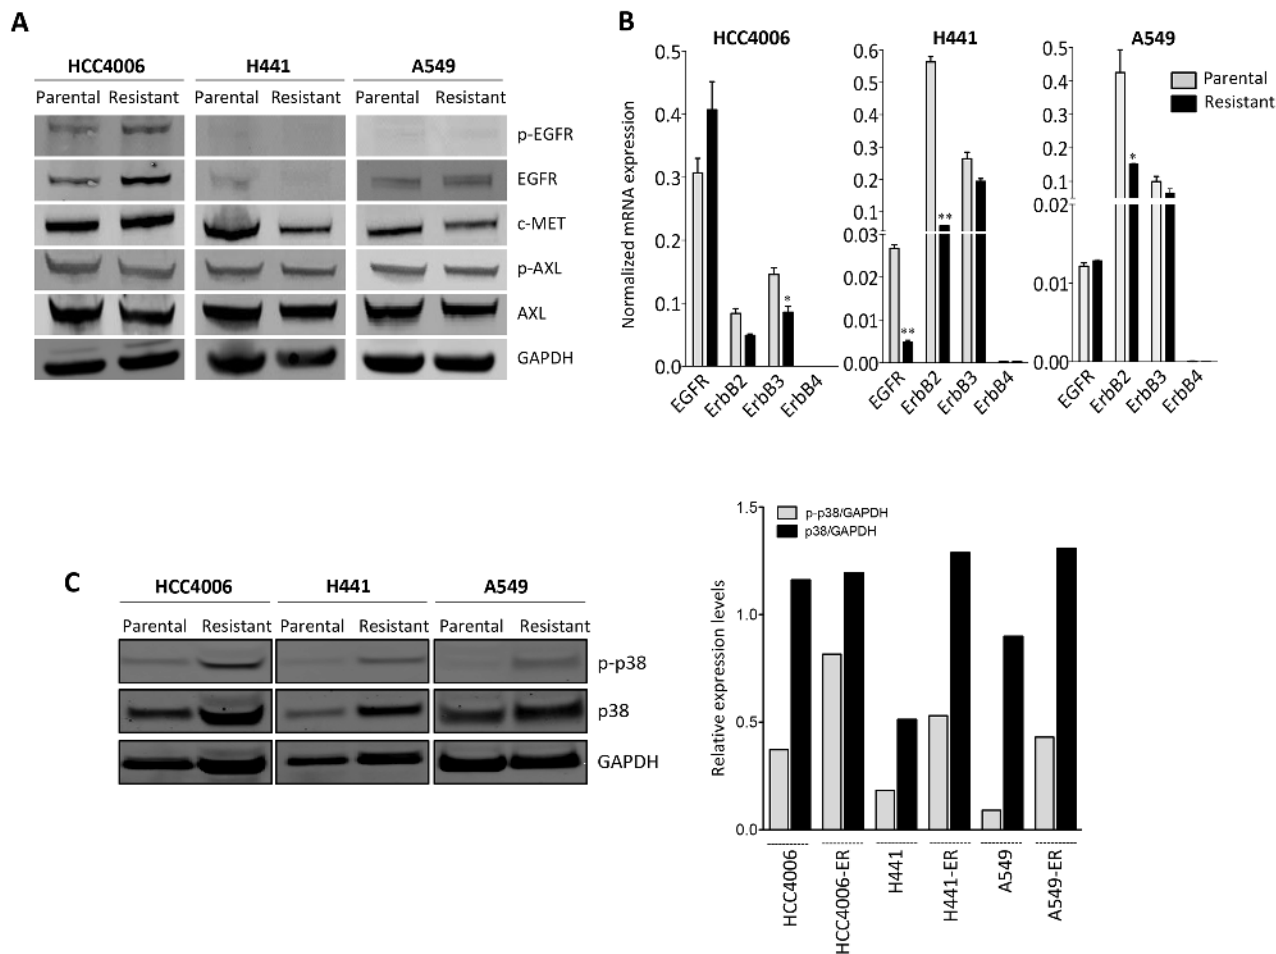 A
HCC4006 H441 A549
Parental Resistant Parental Resistant Parental Resistant
p-EGFR
EGFR
c-MET
p-AXL
AXL
GAPDH
B
HCC4006 H441 A549
Parental
Resistant
Normalized mRNA expression
0.5
0.4
0.3
0.2
0.1
0.0
*
EGFR ErbB2 ErbB3 ErbB4
0.6
0.5
0.4
0.3
0.2
0.1
0.03
0.02
0.01
0.00
**
**
EGFR ErbB2 ErbB3 ErbB4
0.5
0.4
0.3
0.2
0.1
0.02
0.01
0.00
*
EGFR ErbB2 ErbB3 ErbB4
C
HCC4006 H441 A549
Parental Resistant Parental Resistant Parental Resistant
p-p38
p38
GAPDH
Relative expression levels
1.5
1.0
0.5
0.0
p-p38/GAPDH
p38/GAPDH
HCC4006
HCC4006-ER
H441
H441-ER
A549
A549-ER